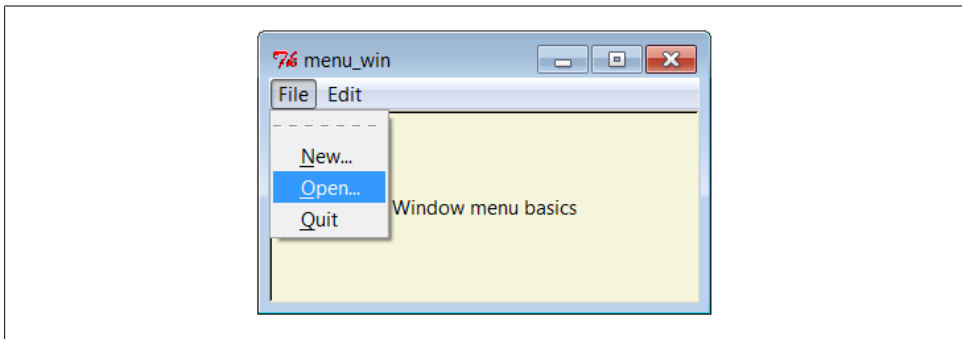 menu_win
File Edit
New...
Open...
Quit
Window menu basics